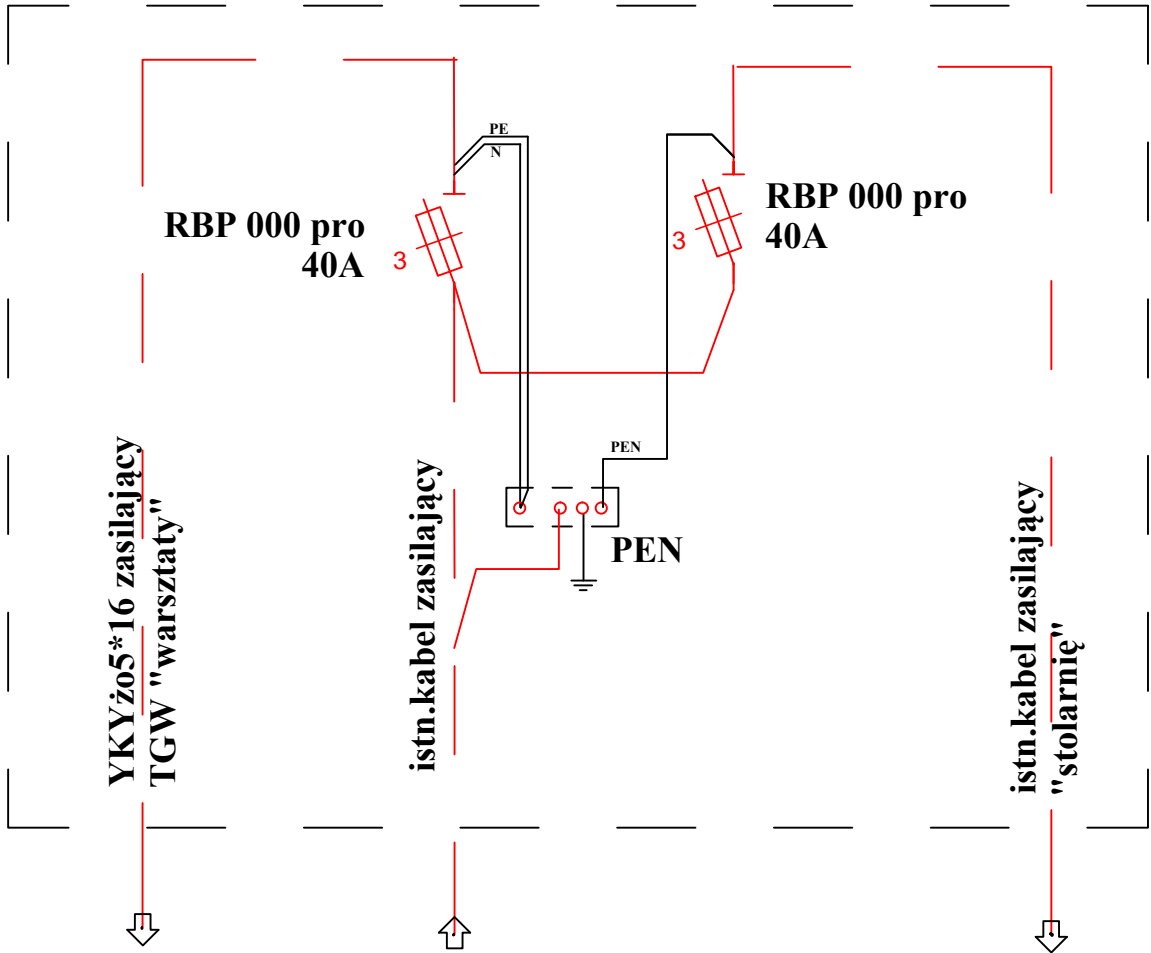 PE
N
RBP 000 pro
40A
3
RBP 000 pro
40A
3
PEN
PEN
YKYżo5*16 zasilający
TGW "warsztaty"
istn.kabel zasilający
istn.kabel zasilający
"stolarnię"